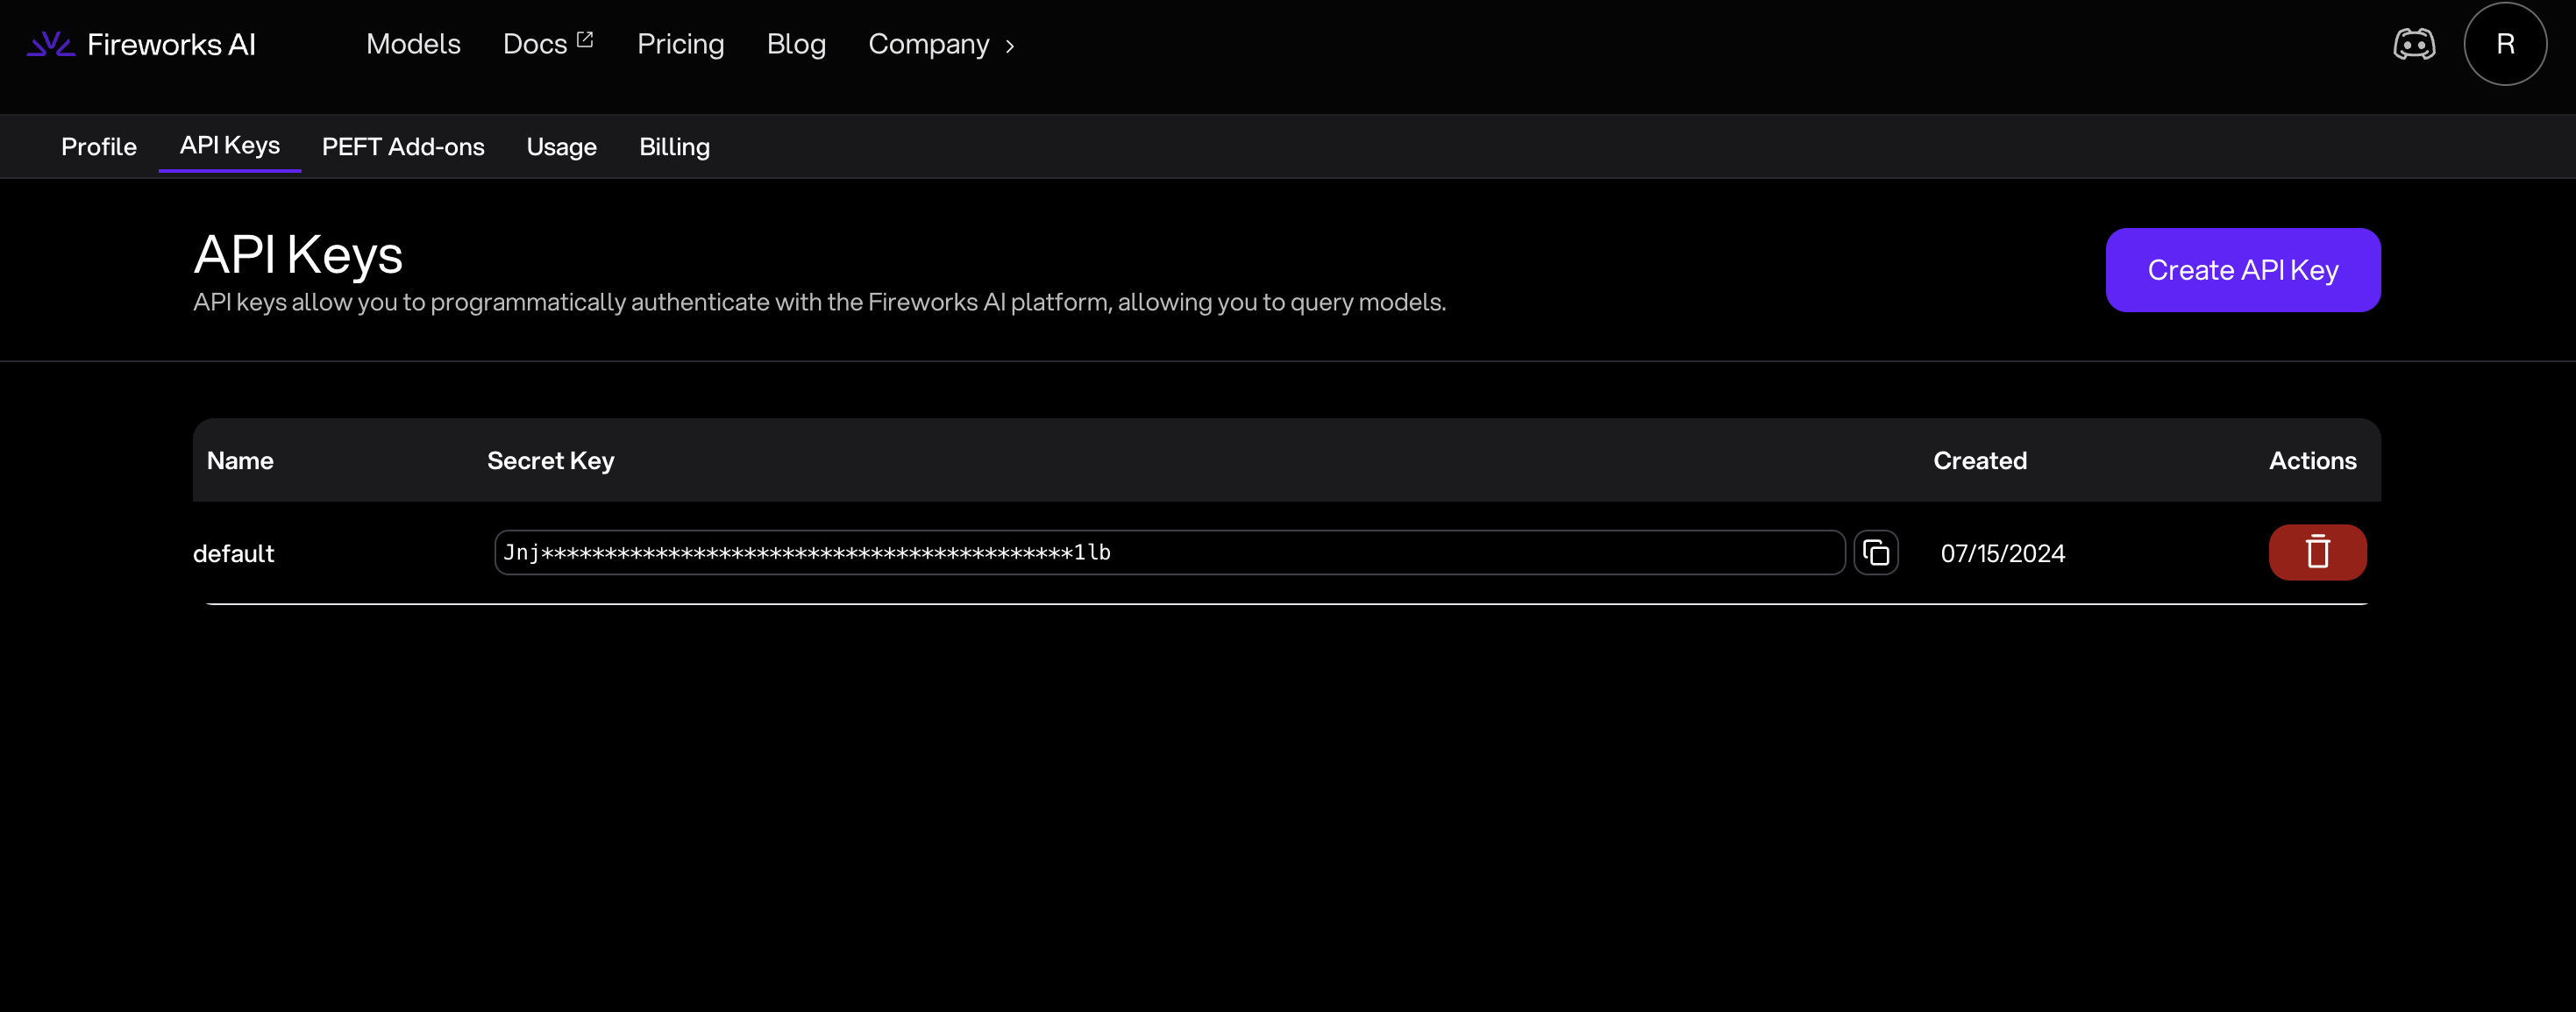 Fireworks AI Models Docs Pricing Blog Company R
Profile API Keys PEFT Add-ons Usage Billing
API Keys
API keys allow you to programmatically authenticate with the Fireworks AI platform, allowing you to query models.
Create API Key
Name Secret Key Created Actions
default Jnj******************************************1lb 07/15/2024